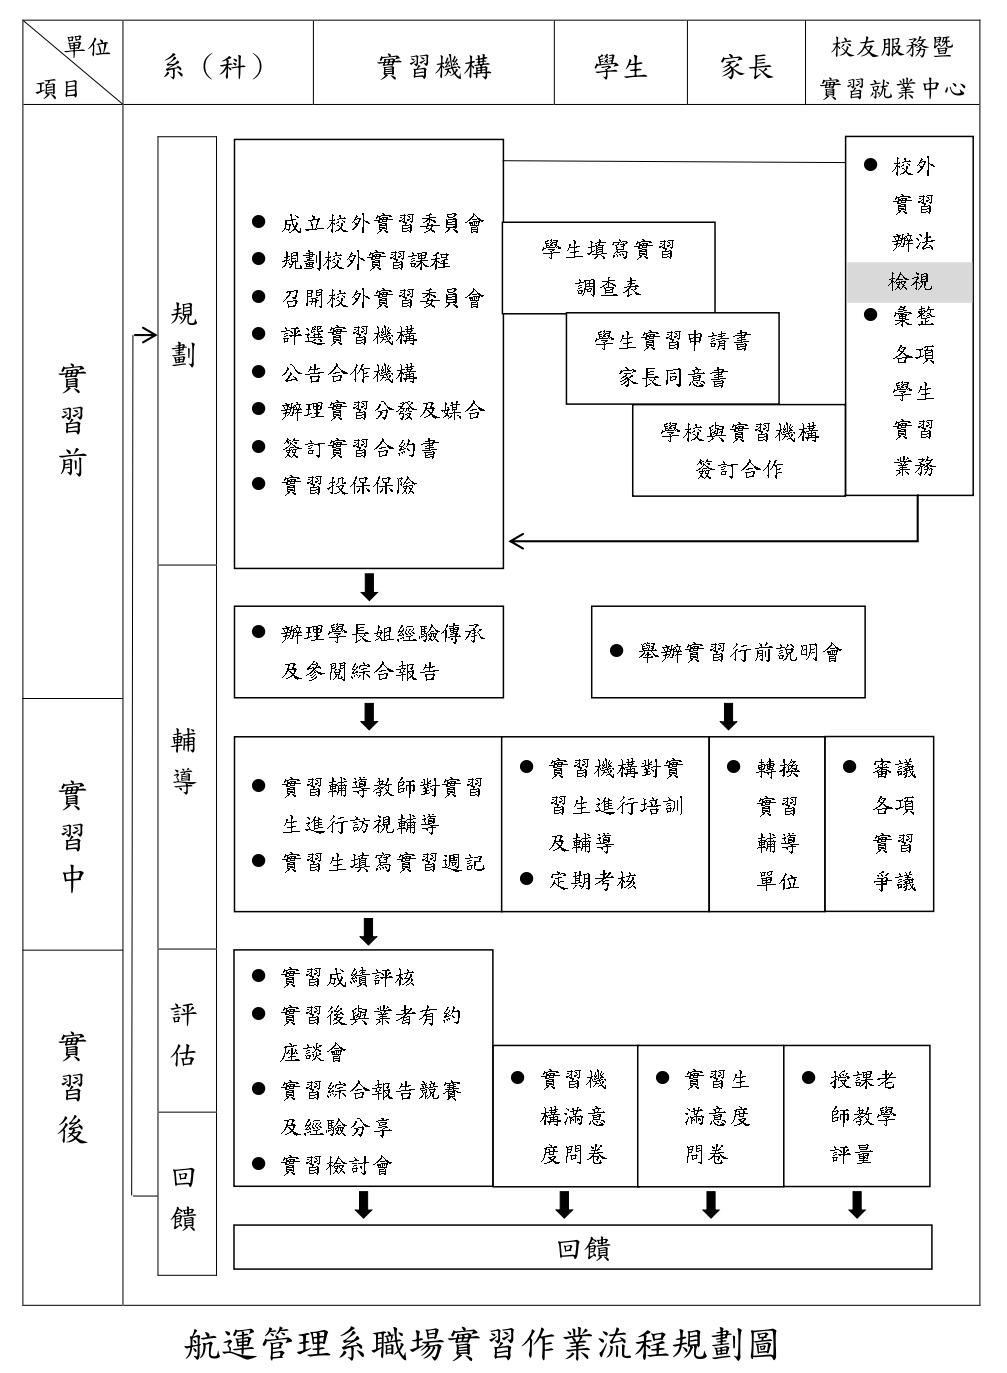 單位
項目
系（科）
實習機構
學生
家長
校友服務暨
實習就業中心
實習前
實習中
實習後
規劃
輔導
評估
回饋
● 成立校外實習委員會
● 規劃校外實習課程
● 召開校外實習委員會
● 評選實習機構
● 公告合作機構
● 辦理實習分發及媒合
● 簽訂實習合約書
● 實習投保保險
學生填寫實習
調查表
學生實習申請書
家長同意書
學校與實習機構
簽訂合作
● 校外
實習
辦法
檢視
● 彙整
各項
學生
實習
業務
● 辦理學長姐經驗傳承
及參閱綜合報告
● 舉辦實習行前說明會
● 實習輔導教師對實習
生進行訪視輔導
● 實習生填寫實習週記
● 實習機構對實
習生進行培訓
及輔導
● 定期考核
● 轉換
實習
輔導
單位
● 審議
各項
實習
爭議
● 實習成績評核
● 實習後與業者有約
座談會
● 實習綜合報告競賽
及經驗分享
● 實習檢討會
● 實習機
構滿意
度問卷
● 實習生
滿意度
問卷
● 授課老
師教學
評量
回饋
航運管理系職場實習作業流程規劃圖